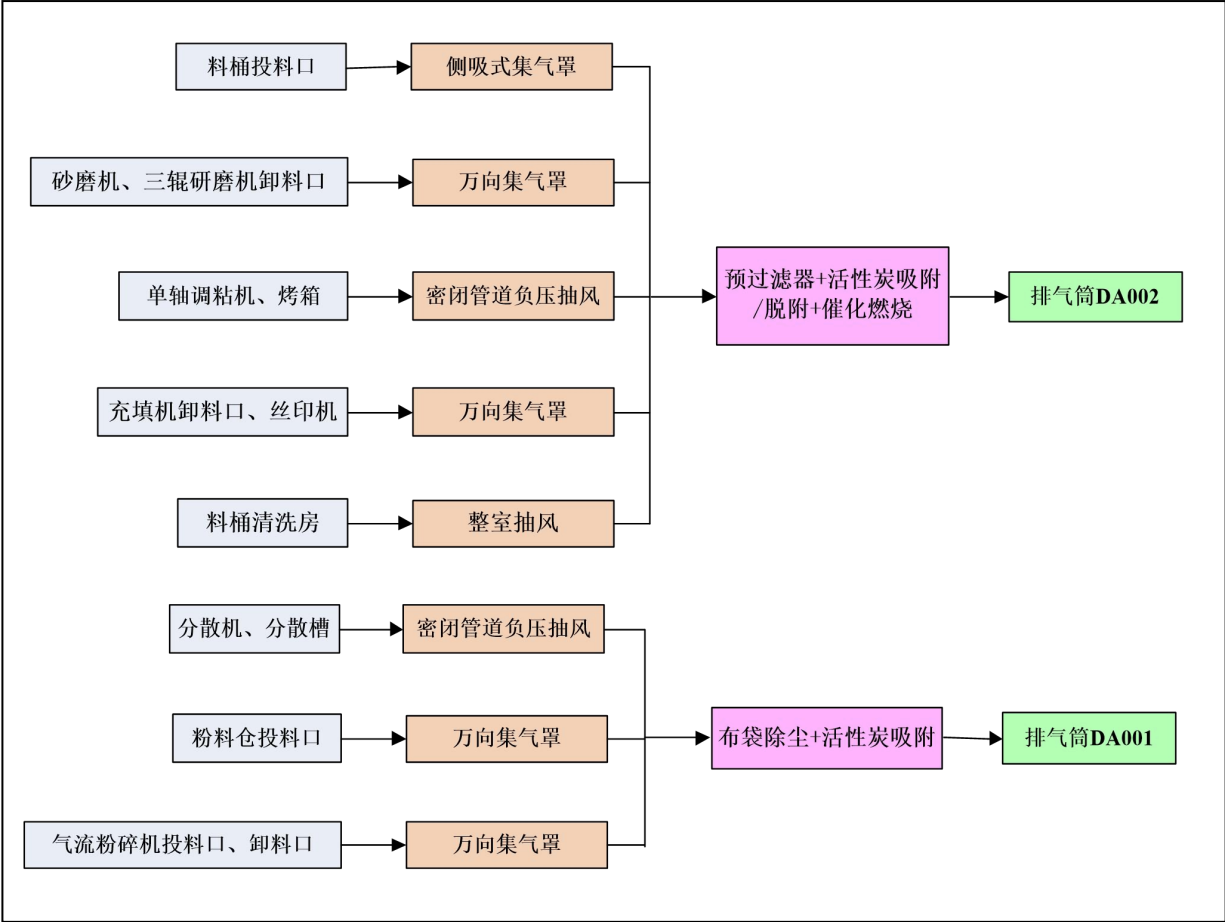 料桶投料口
侧吸式集气罩
砂磨机、三辊研磨机卸料口
万向集气罩
单轴调粘机、烤箱
密闭管道负压抽风
预过滤器+活性炭吸附
/脱附+催化燃烧
排气筒DA002
充填机卸料口、丝印机
万向集气罩
料桶清洗房
整室抽风
分散机、分散槽
密闭管道负压抽风
粉料仓投料口
万向集气罩
布袋除尘+活性炭吸附
排气筒DA001
气流粉碎机投料口、卸料口
万向集气罩